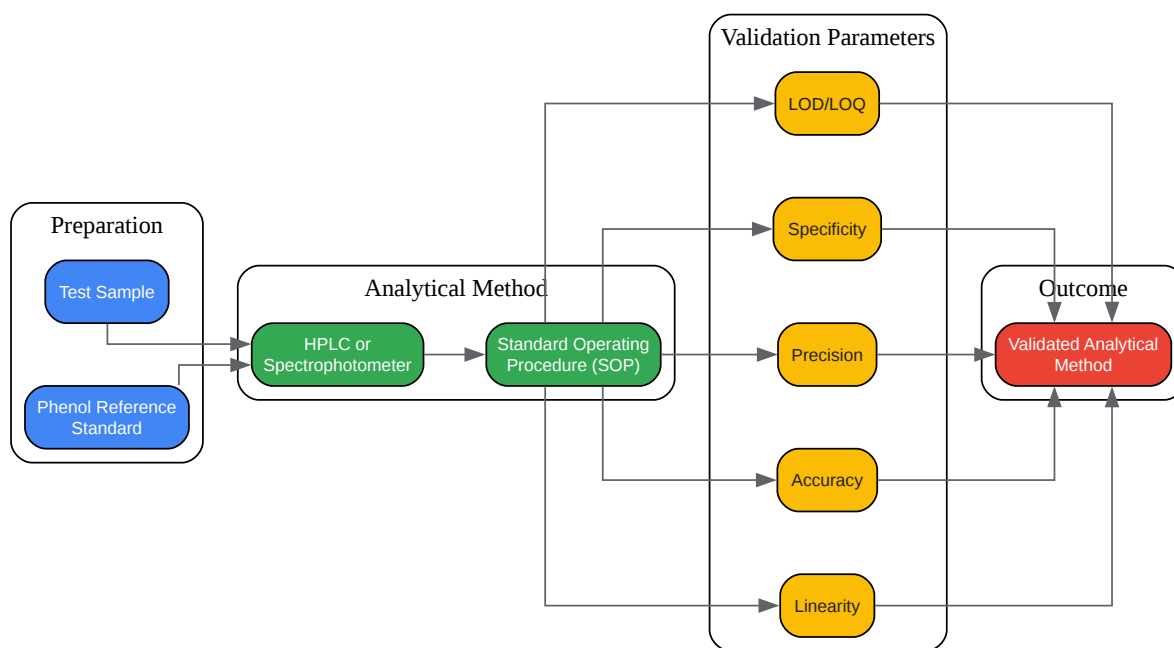 Preparation
Test Sample
Phenol Reference
Standard
Analytical Method
HPLC or
Spectrophotometer
Standard Operating
Procedure (SOP)
Validation Parameters
LOD/LOQ
Specificity
Precision
Accuracy
Linearity
Outcome
Validated Analytical
Method